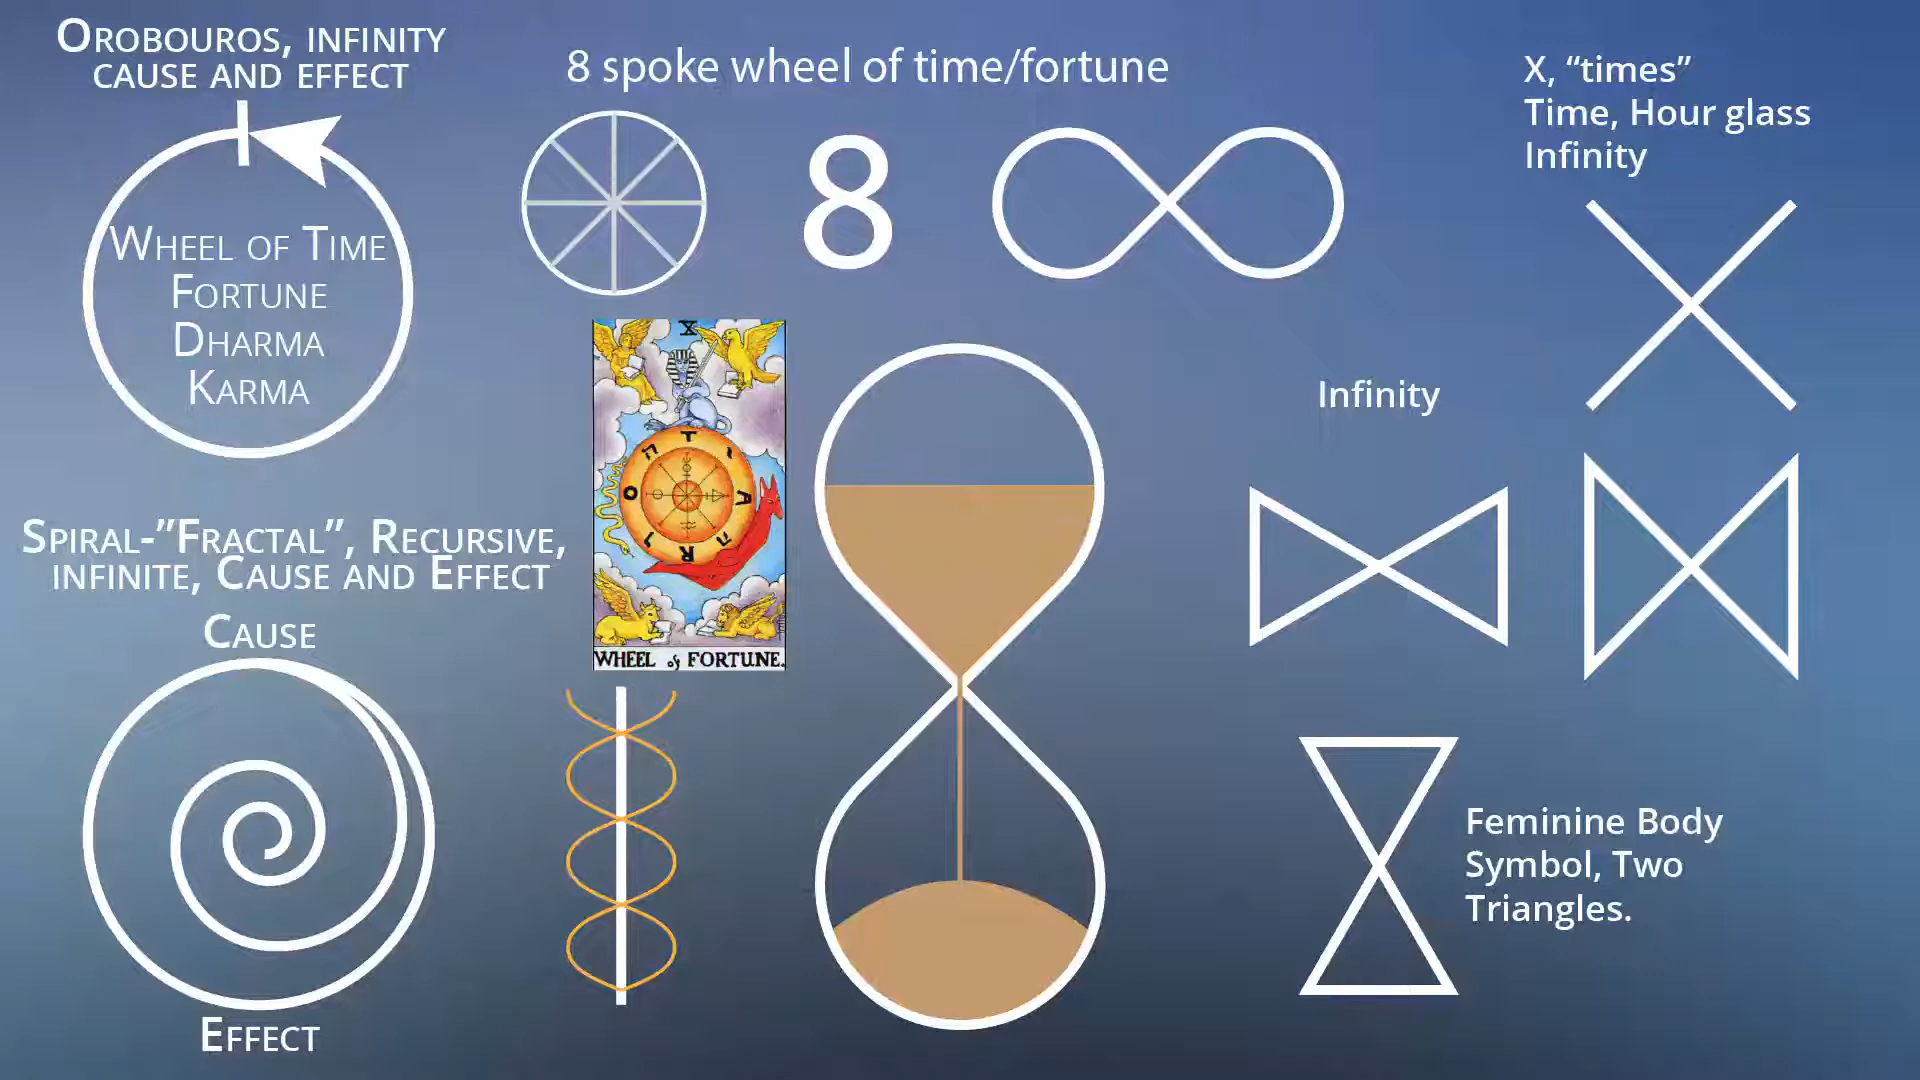 Orobouros, infinity
cause and effect
Wheel of Time
Fortune
Dharma
Karma
Spiral-”Fractal”, Recursive,
infinite, Cause and Effect
Cause
Effect
8 spoke wheel of time/fortune
8
X
T
A
R
O
י
ה
ו
ה
WHEEL of FORTUNE.
X, “times”
Time, Hour glass
Infinity
Infinity
Feminine Body
Symbol, Two
Triangles.